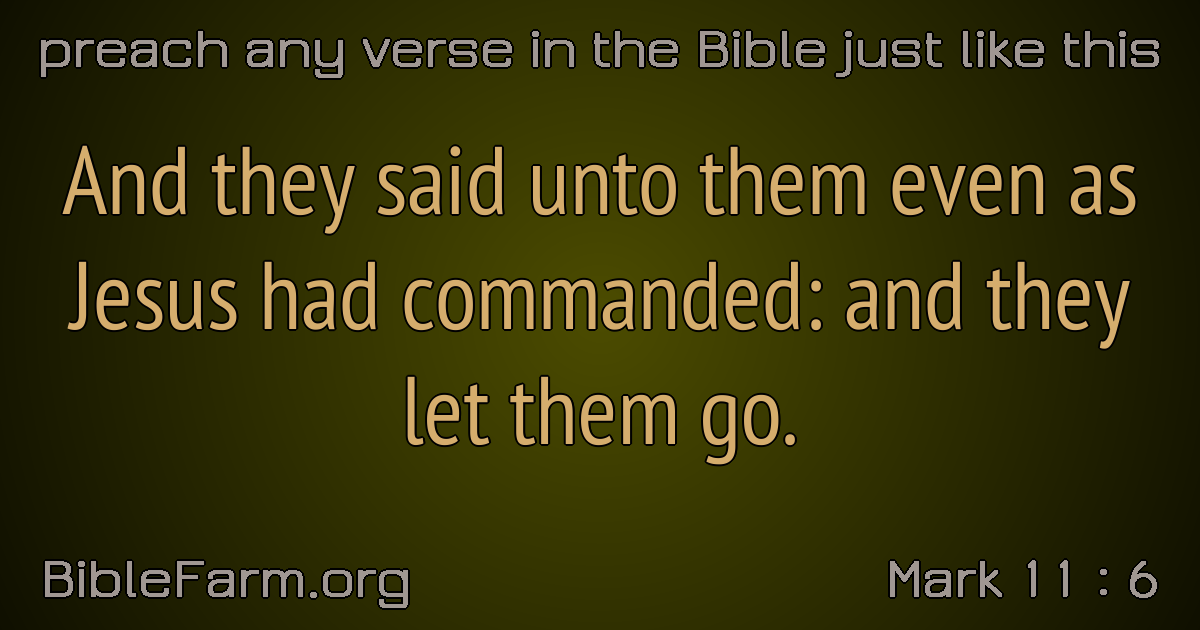 preach any verse in the Bible just like this
And they said unto them even as
Jesus had commanded: and they
let them go.
BibleFarm.org
Mark 11 : 6